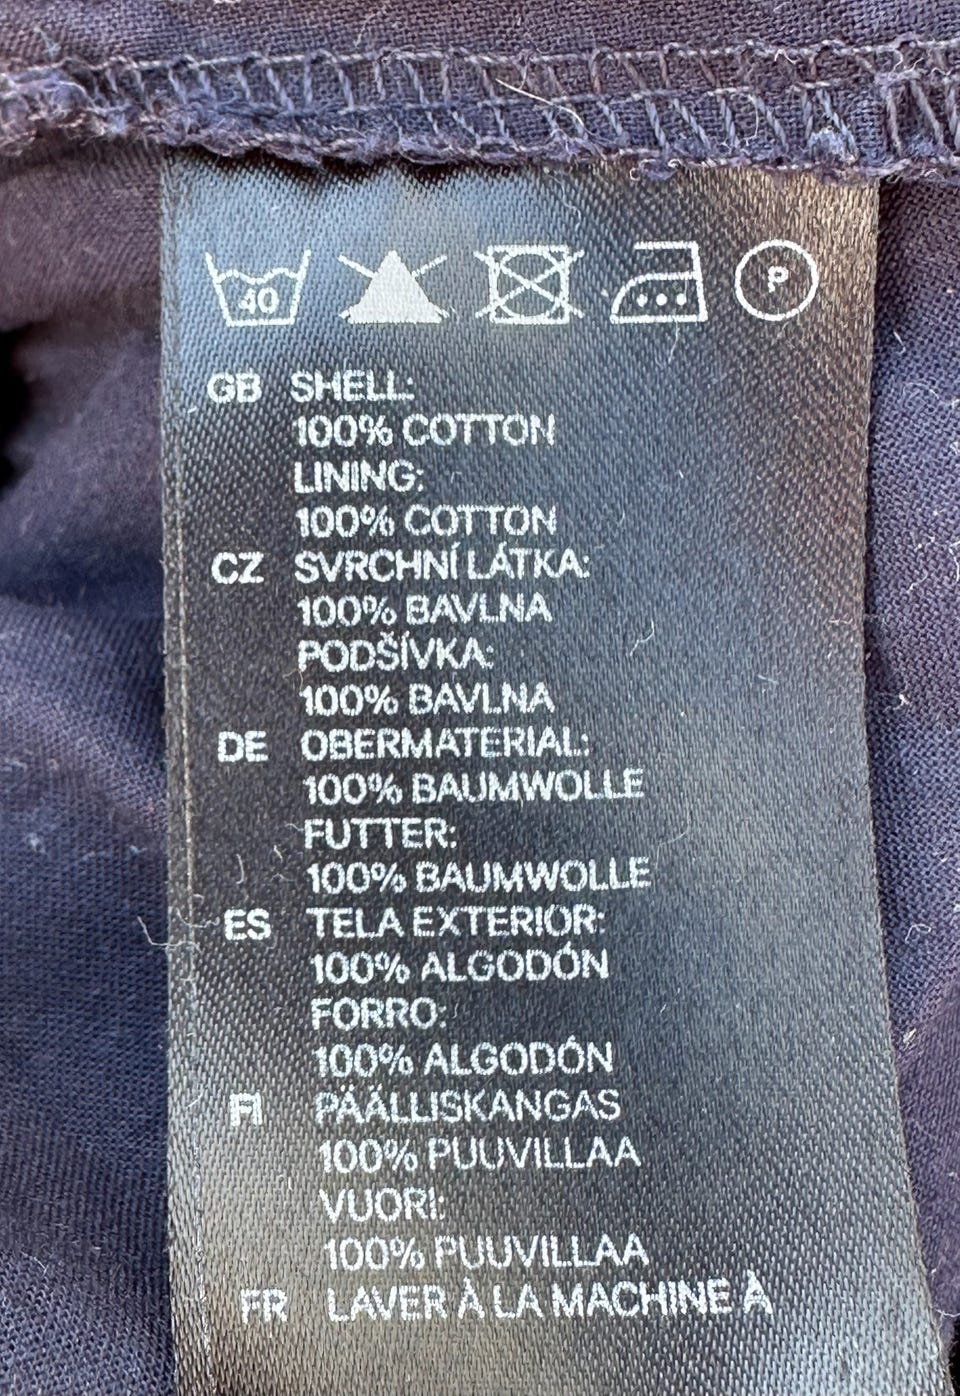 40 P
GB SHELL:
100% COTTON
LINING:
100% COTTON
CZ SVRCHNÍ LÁTKA:
100% BAVLNA
PODŠÍVKA:
100% BAVLNA
DE OBERMATERIAL:
100% BAUMWOLLE
FUTTER:
100% BAUMWOLLE
ES TELA EXTERIOR:
100% ALGODÓN
FORRO:
100% ALGODÓN
FI PÄÄLLISKANGAS
100% PUUVILLAA
VUORI:
100% PUUVILLAA
FR LAVER À LA MACHINE À